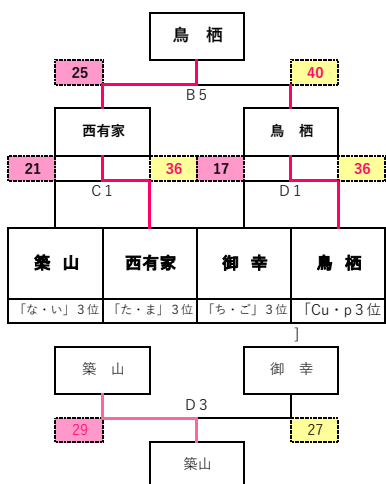 鳥　栖
25
40
B５
西有家
鳥　栖
21
36
17
36
C１
D１
築　山
西有家
御　幸
鳥　栖
「な・い」３位
「た・ま」３位
「ち・ご」３位
「Cu・p３位
］
築　山
御　幸
D３
29
27
築山